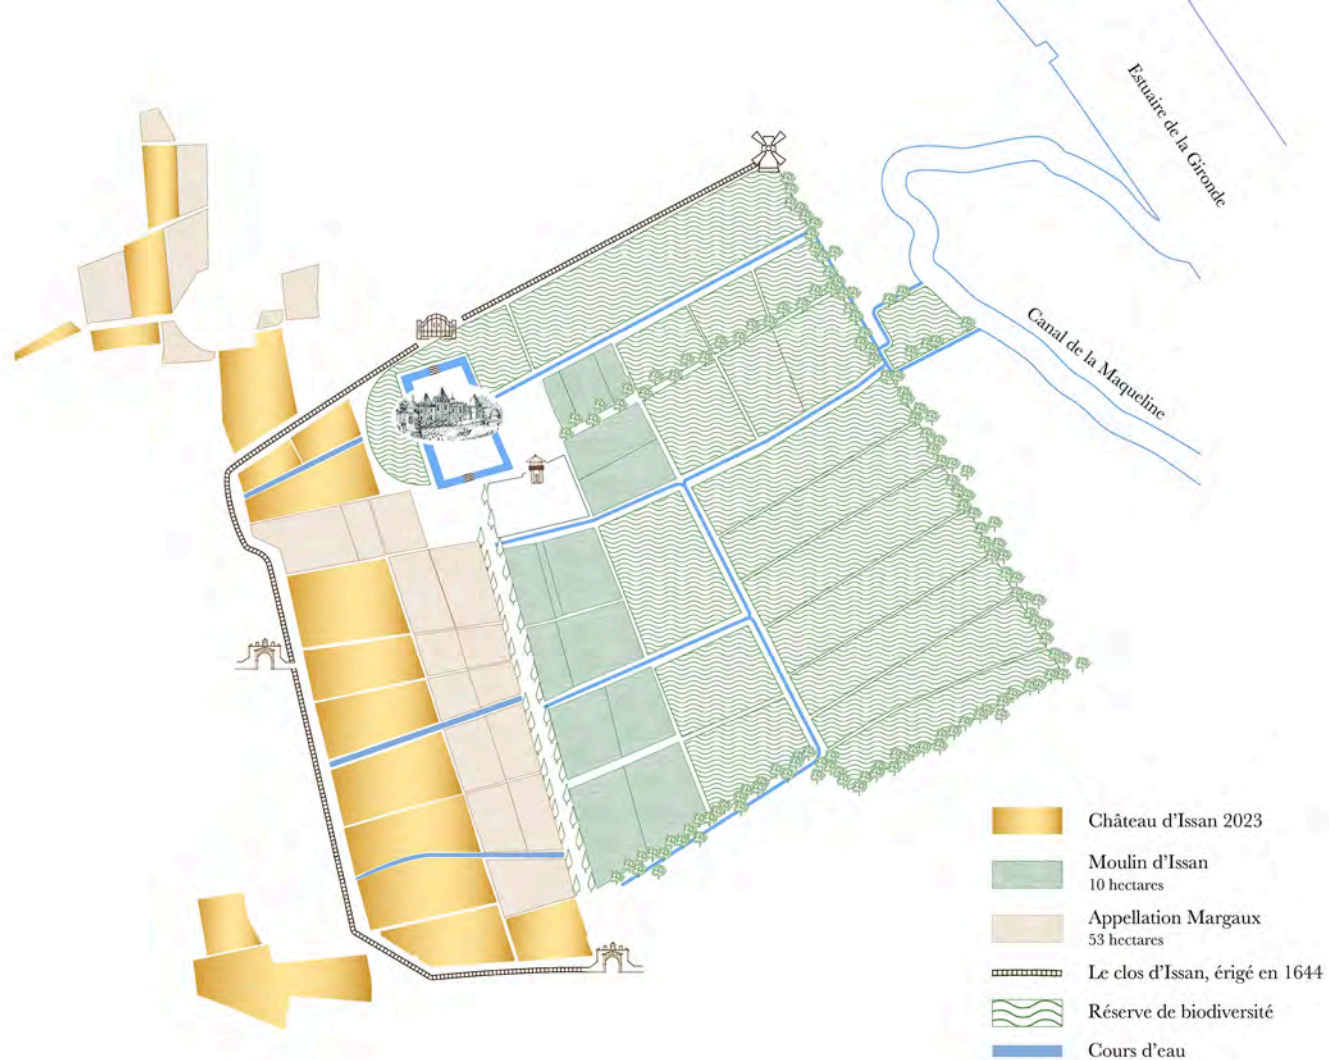 Estuaire de la Gironde
Canal de la Maqueline
Château d'Issan 2023
Moulin d'Issan
10 hectares
Appellation Margaux
53 hectares
Le clos d'Issan, érigé en 1644
Réserve de biodiversité
Cours d'eau